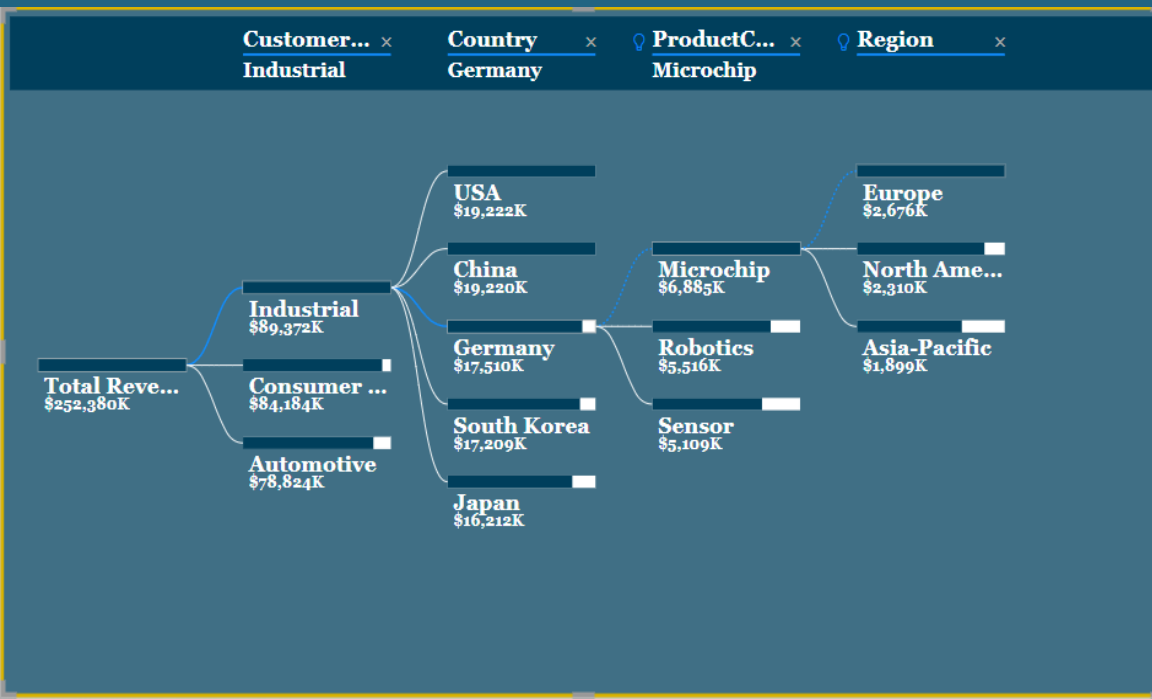 Customer... × Country × ProductC... × Region ×
Industrial Germany Microchip
Total Reve...
$252,380K
Industrial
$89,372K
Consumer ...
$84,184K
Automotive
$78,824K
USA
$19,222K
China
$19,220K
Germany
$17,510K
South Korea
$17,209K
Japan
$16,212K
Microchip
$6,885K
Robotics
$5,516K
Sensor
$5,109K
Europe
$2,676K
North Ame...
$2,310K
Asia-Pacific
$1,899K